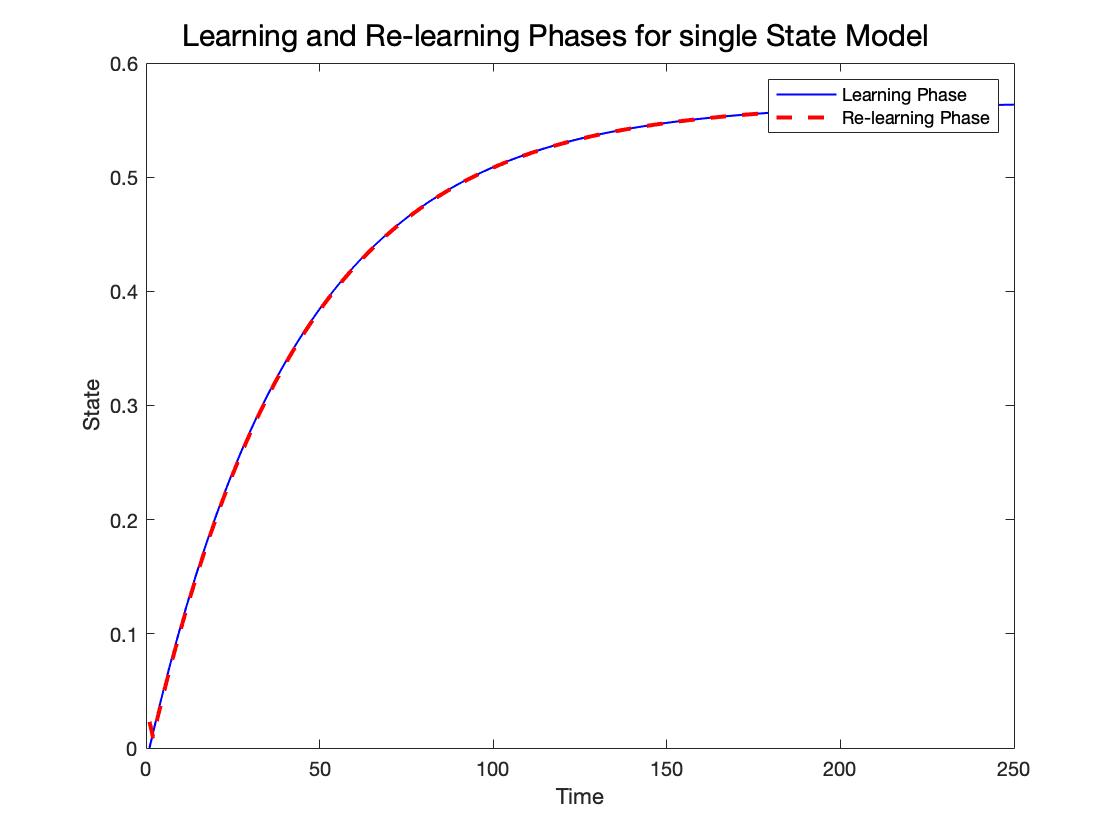 Learning and Re-learning Phases for single State Model
0.6
0.5
0.4
0.3
0.2
0.1
0
State
Learning Phase
Re-learning Phase
0 50 100 150 200 250
Time